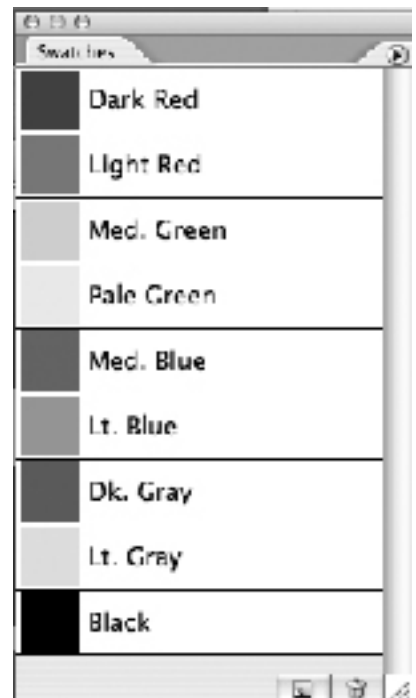 Swatches
Dark Red
Light Red
Med. Green
Pale Green
Med. Blue
Lt. Blue
Dk. Gray
Lt. Gray
Black